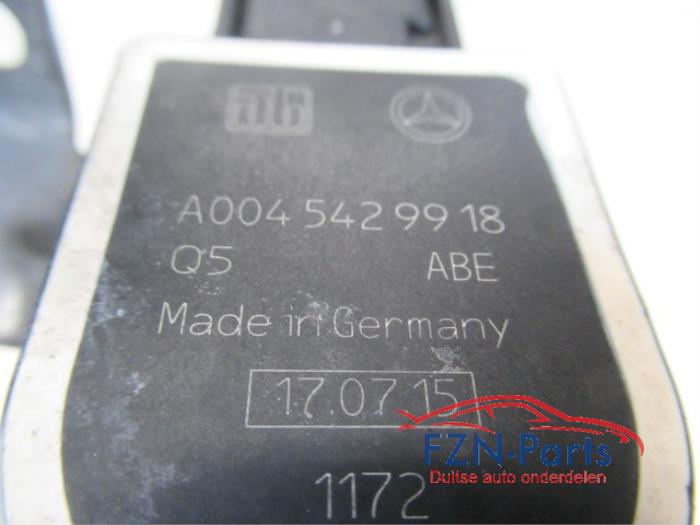 A004 542 99 18
Q5 ABE
Made in Germany
17.07.15
1172
FZN-Parts
Duitse auto onderdelen